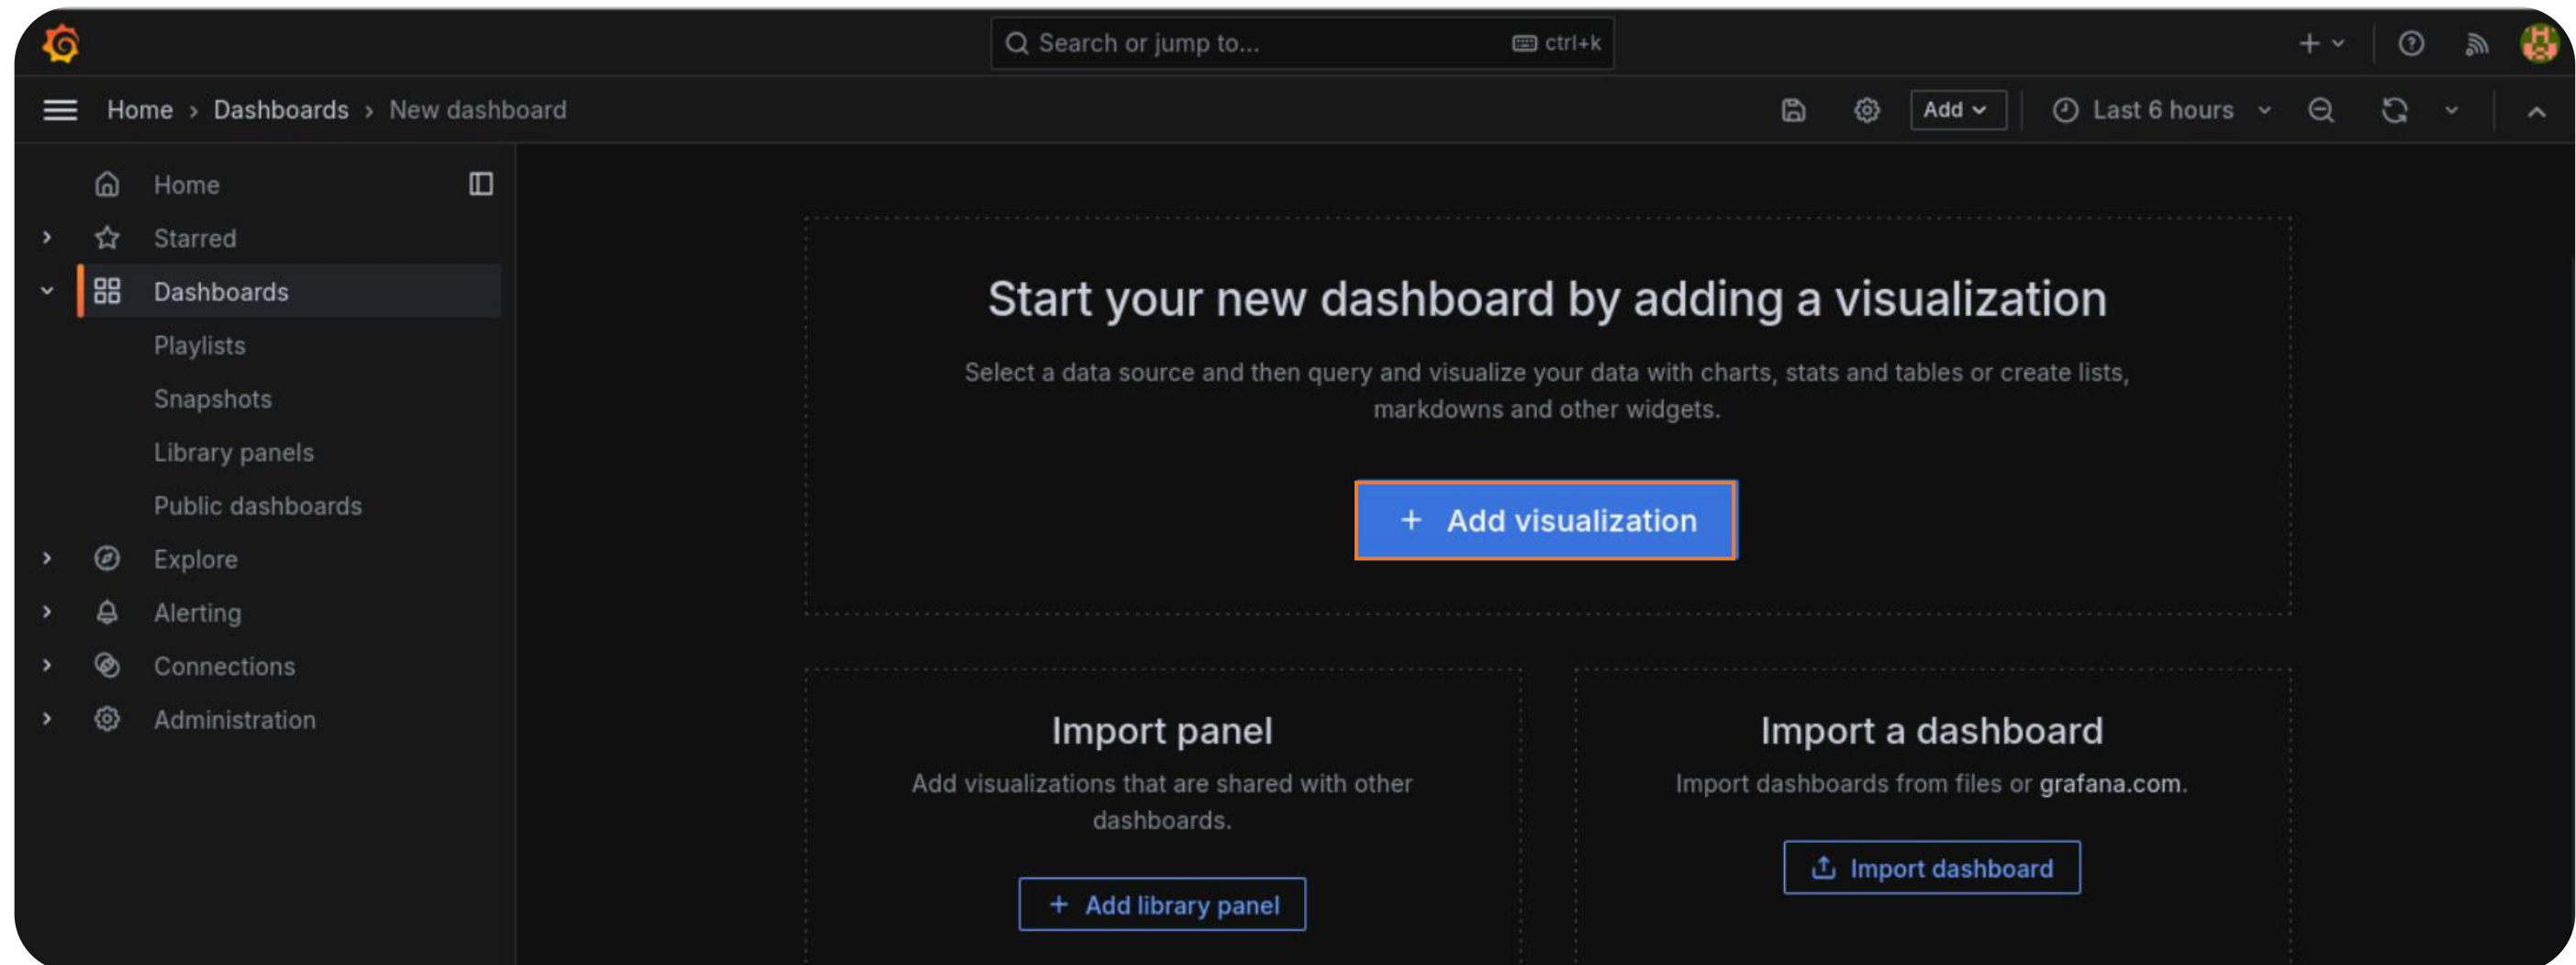 Search or jump to...
ctrl+k
Home › Dashboards › New dashboard
Add
Last 6 hours
Home
Starred
Dashboards
Playlists
Snapshots
Library panels
Public dashboards
Explore
Alerting
Connections
Administration
Start your new dashboard by adding a visualization
Select a data source and then query and visualize your data with charts, stats and tables or create lists,
markdowns and other widgets.
+ Add visualization
Import panel
Add visualizations that are shared with other
dashboards.
+ Add library panel
Import a dashboard
Import dashboards from files or grafana.com.
Import dashboard